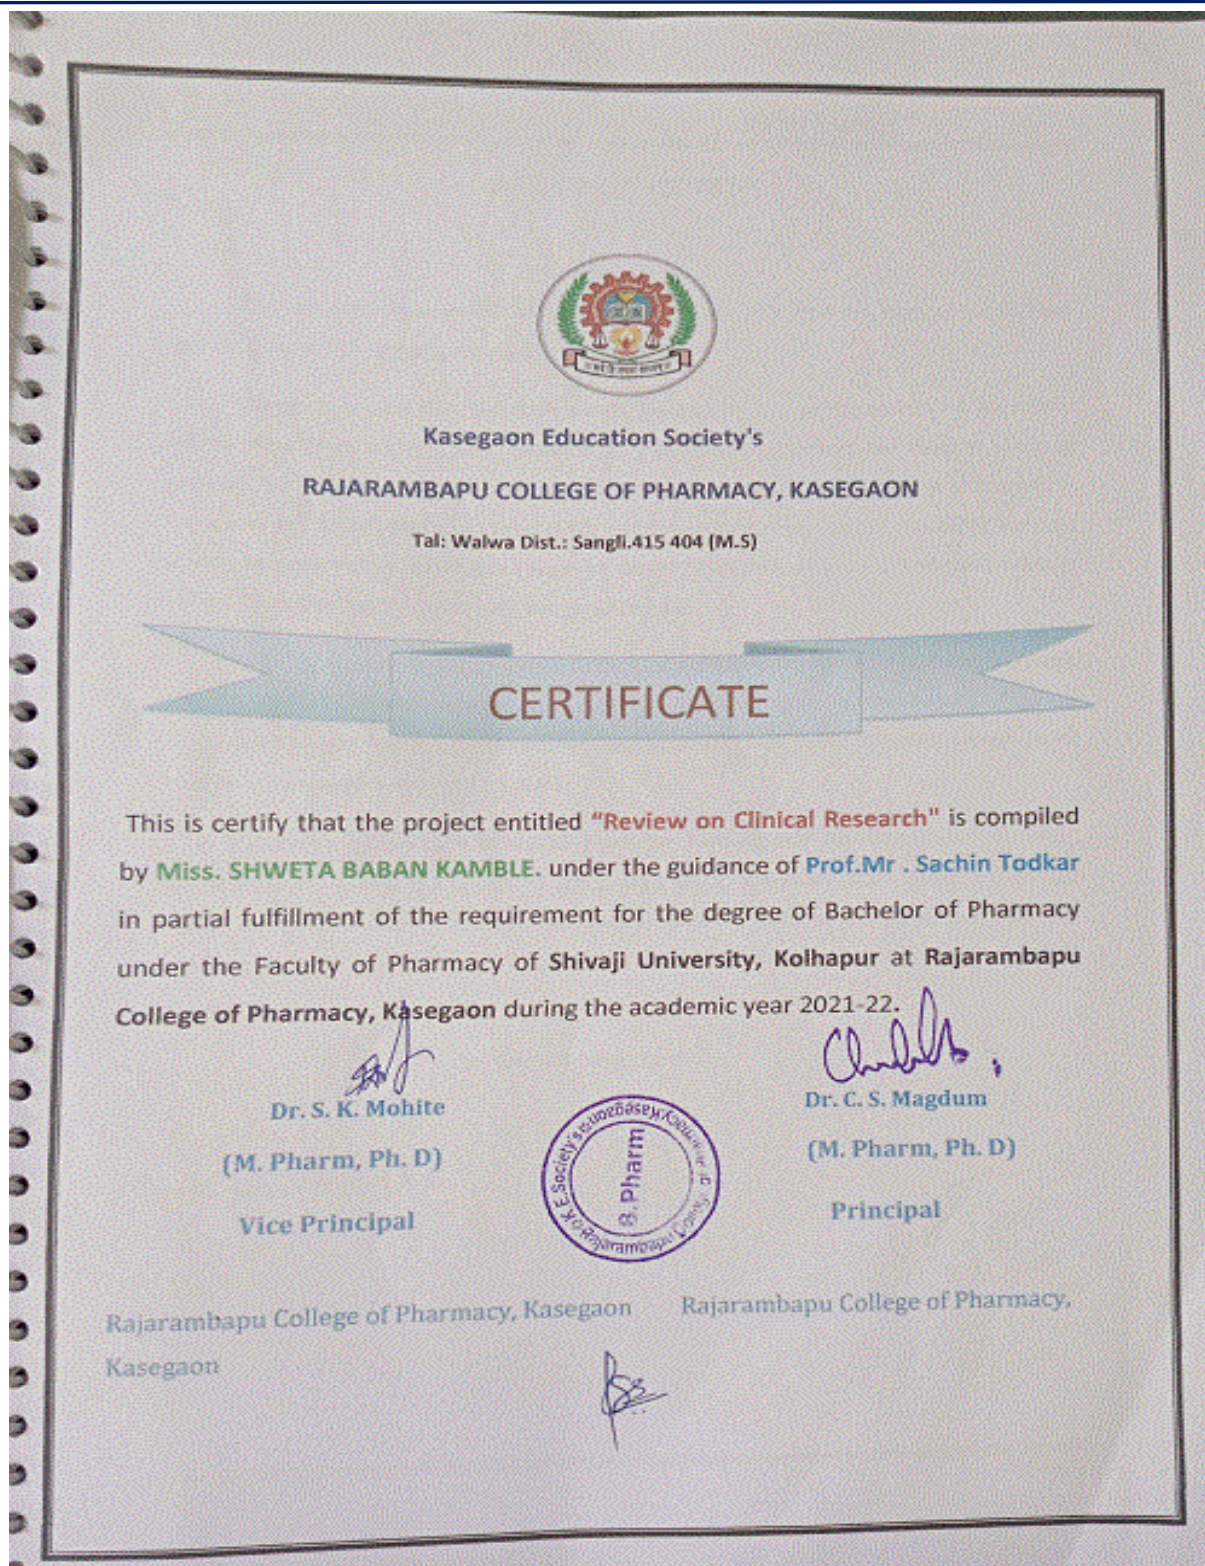 Kasegaon Education Society's
RAJARAMBAPU COLLEGE OF PHARMACY, KASEGAON
Tal: Walwa Dist.: Sangli.415 404 (M.S)
CERTIFICATE
This is certify that the project entitled “Review on Clinical Research" is compiled
by Miss. SHWETA BABAN KAMBLE. under the guidance of Prof.Mr . Sachin Todkar
in partial fulfillment of the requirement for the degree of Bachelor of Pharmacy
under the Faculty of Pharmacy of Shivaji University, Kolhapur at Rajarambapu
College of Pharmacy, Kasegaon during the academic year 2021-22.
Dr. S. K. Mohite
Dr. C. S. Magdum
(M. Pharm, Ph. D)
(M. Pharm, Ph. D)
Vice Principal
Principal
K.E.Society's
Rajarambapu
Kasegaon
B. Pharm
Rajarambapu College of Pharmacy, Kasegaon Rajarambapu College of Pharmacy,
Kasegaon